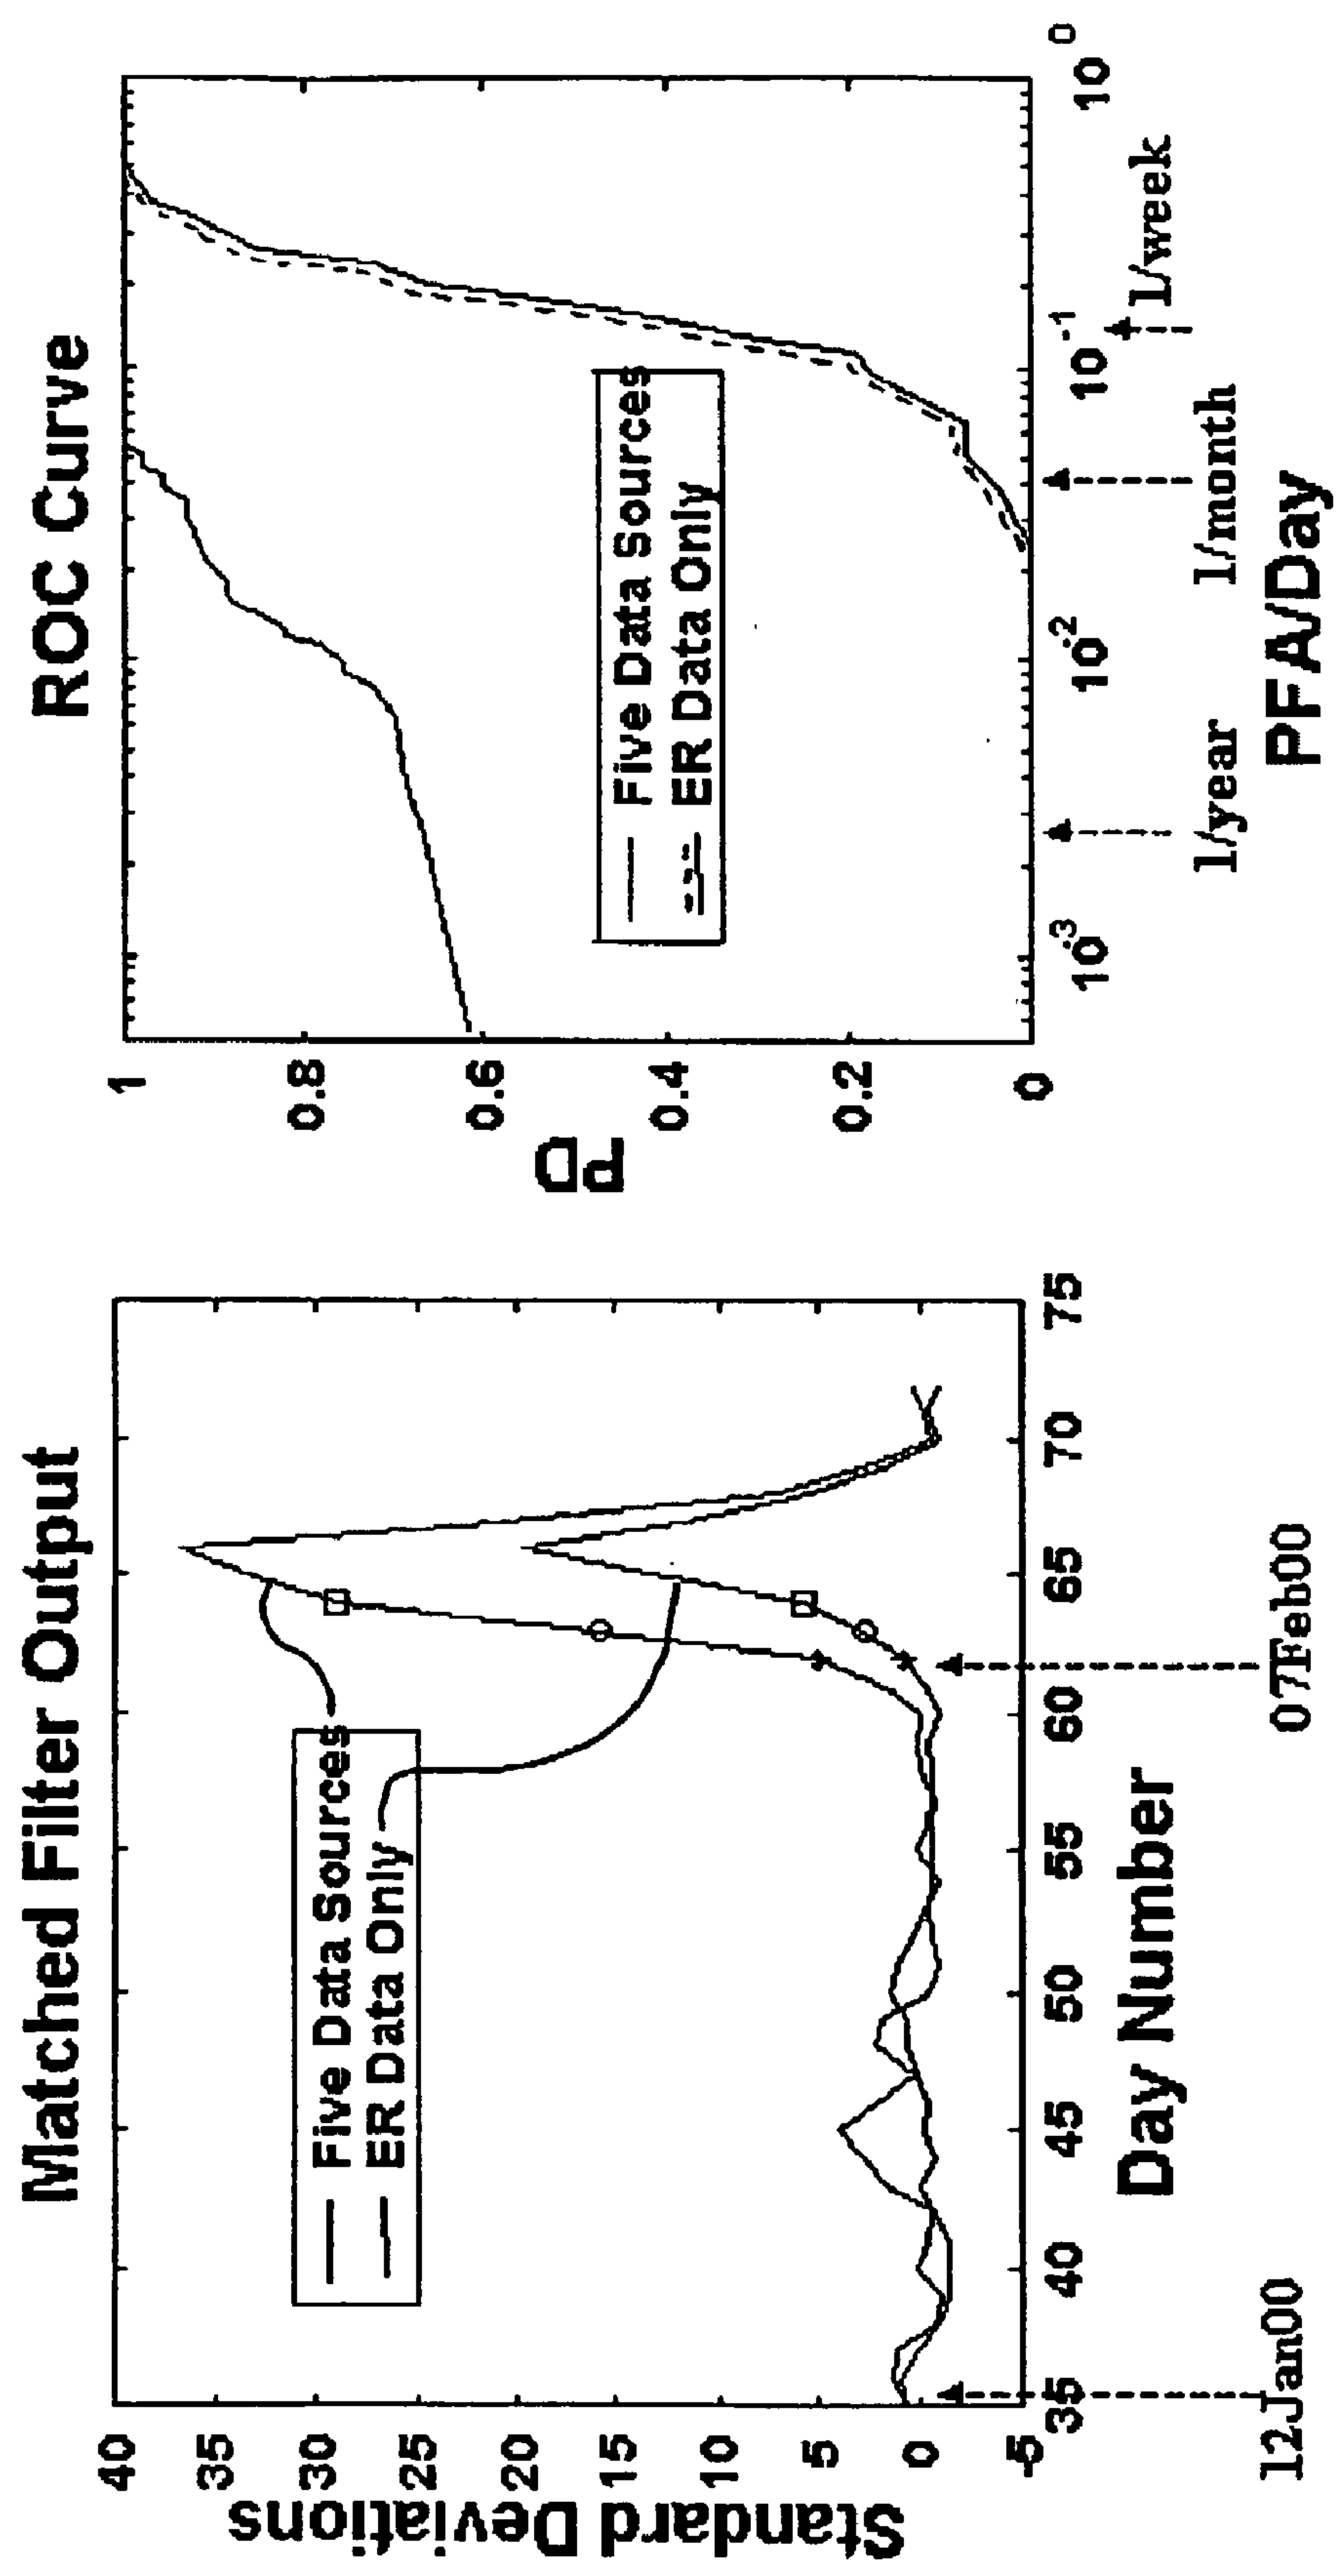 Matched Filter Output
Standard Deviations
40
35
30
25
20
15
10
5
0
-5
Five Data Sources
ER Data Only
35
40
45
50
55
60
65
70
75
Day Number
12Jan00
07Feb00
ROC Curve
PD
1
0.8
0.6
0.4
0.2
0
Five Data Sources
ER Data Only
10-3
10-2
10-1
10 0
1/year
1/month
1/week
PFA/Day